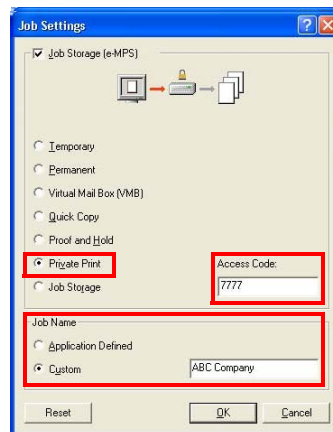 Job Settings
Job Storage (e-MPS)
Temporary
Permanent
Virtual Mail Box (VMB)
Quick Copy
Proof and Hold
Private Print
Access Code:
Job Storage
7777
Job Name
Application Defined
Custom
ABC Company
Reset
OK
Cancel